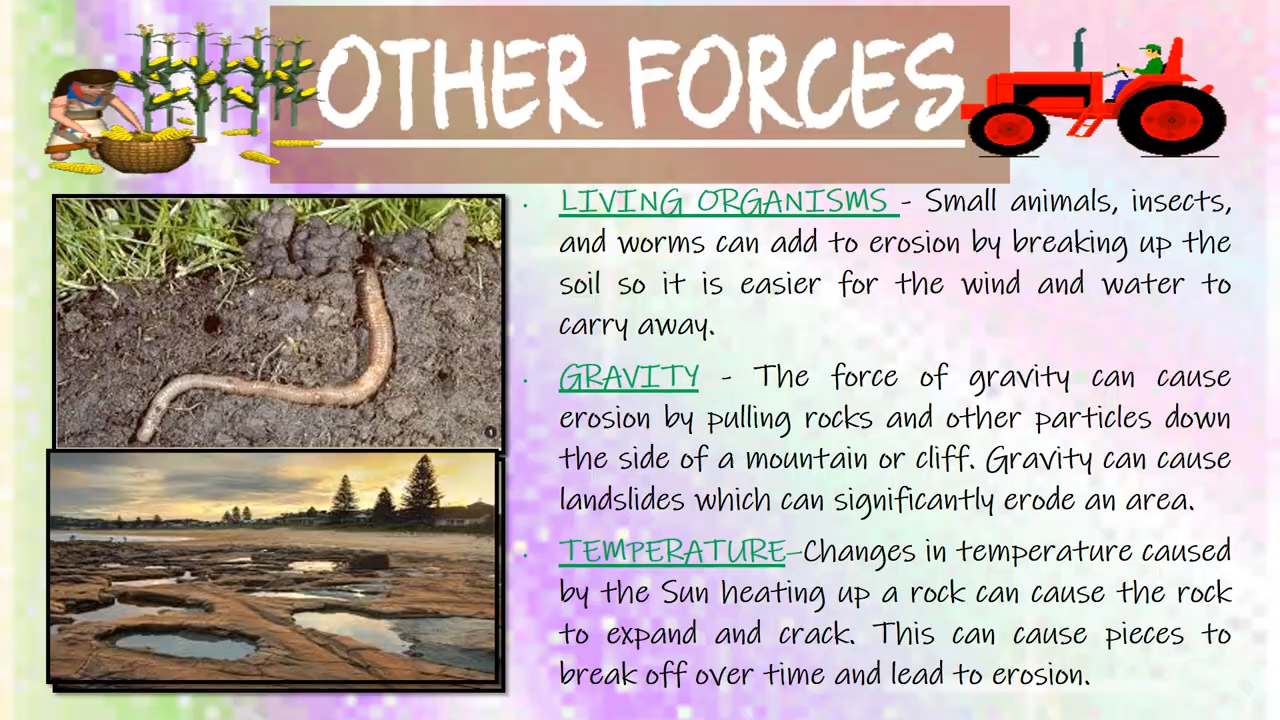 OTHER FORCES
· LIVING ORGANISMS - Small animals, insects,
and worms can add to erosion by breaking up the
soil so it is easier for the wind and water to
carry away.
· GRAVITY - The force of gravity can cause
erosion by pulling rocks and other particles down
the side of a mountain or cliff. Gravity can cause
landslides which can significantly erode an area.
· TEMPERATURE–Changes in temperature caused
by the Sun heating up a rock can cause the rock
to expand and crack. This can cause pieces to
break off over time and lead to erosion.